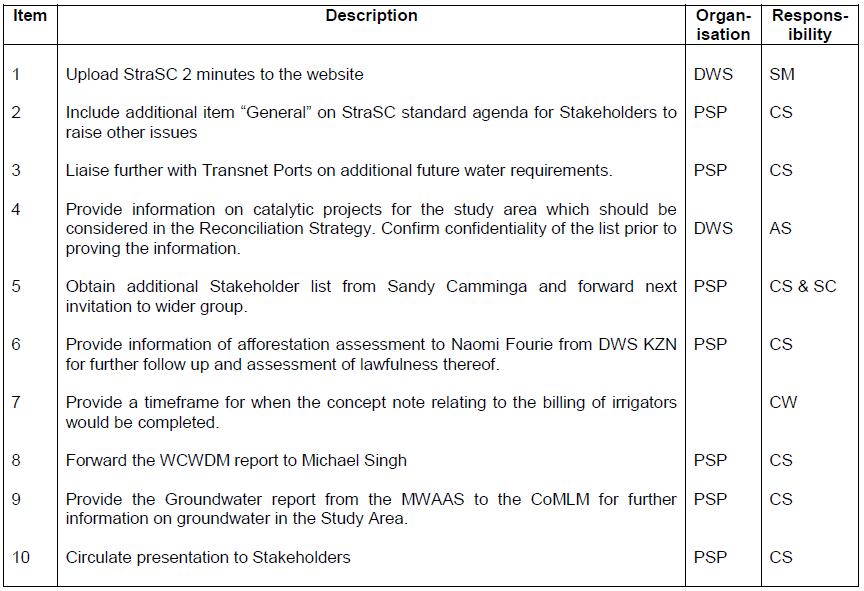 Item Description Organ- Respons-
isation ibility
1 Upload StraSC 2 minutes to the website DWS SM
2 Include additional item “General” on StraSC standard agenda for Stakeholders to PSP CS
raise other issues
3 Liaise further with Transnet Ports on additional future water requirements. PSP CS
4 Provide information on catalytic projects for the study area which should be
considered in the Reconciliation Strategy. Confirm confidentiality of the list prior to DWS AS
proving the information.
5 Obtain additional Stakeholder list from Sandy Camminga and forward next PSP CS & SC
invitation to wider group.
6 Provide information of afforestation assessment to Naomi Fourie from DWS KZN PSP CS
for further follow up and assessment of lawfulness thereof.
7 Provide a timeframe for when the concept note relating to the billing of irrigators CW
would be completed.
8 Forward the WCWDM report to Michael Singh PSP CS
9 Provide the Groundwater report from the MWAAS to the CoMLM for further PSP CS
information on groundwater in the Study Area.
10 Circulate presentation to Stakeholders PSP CS